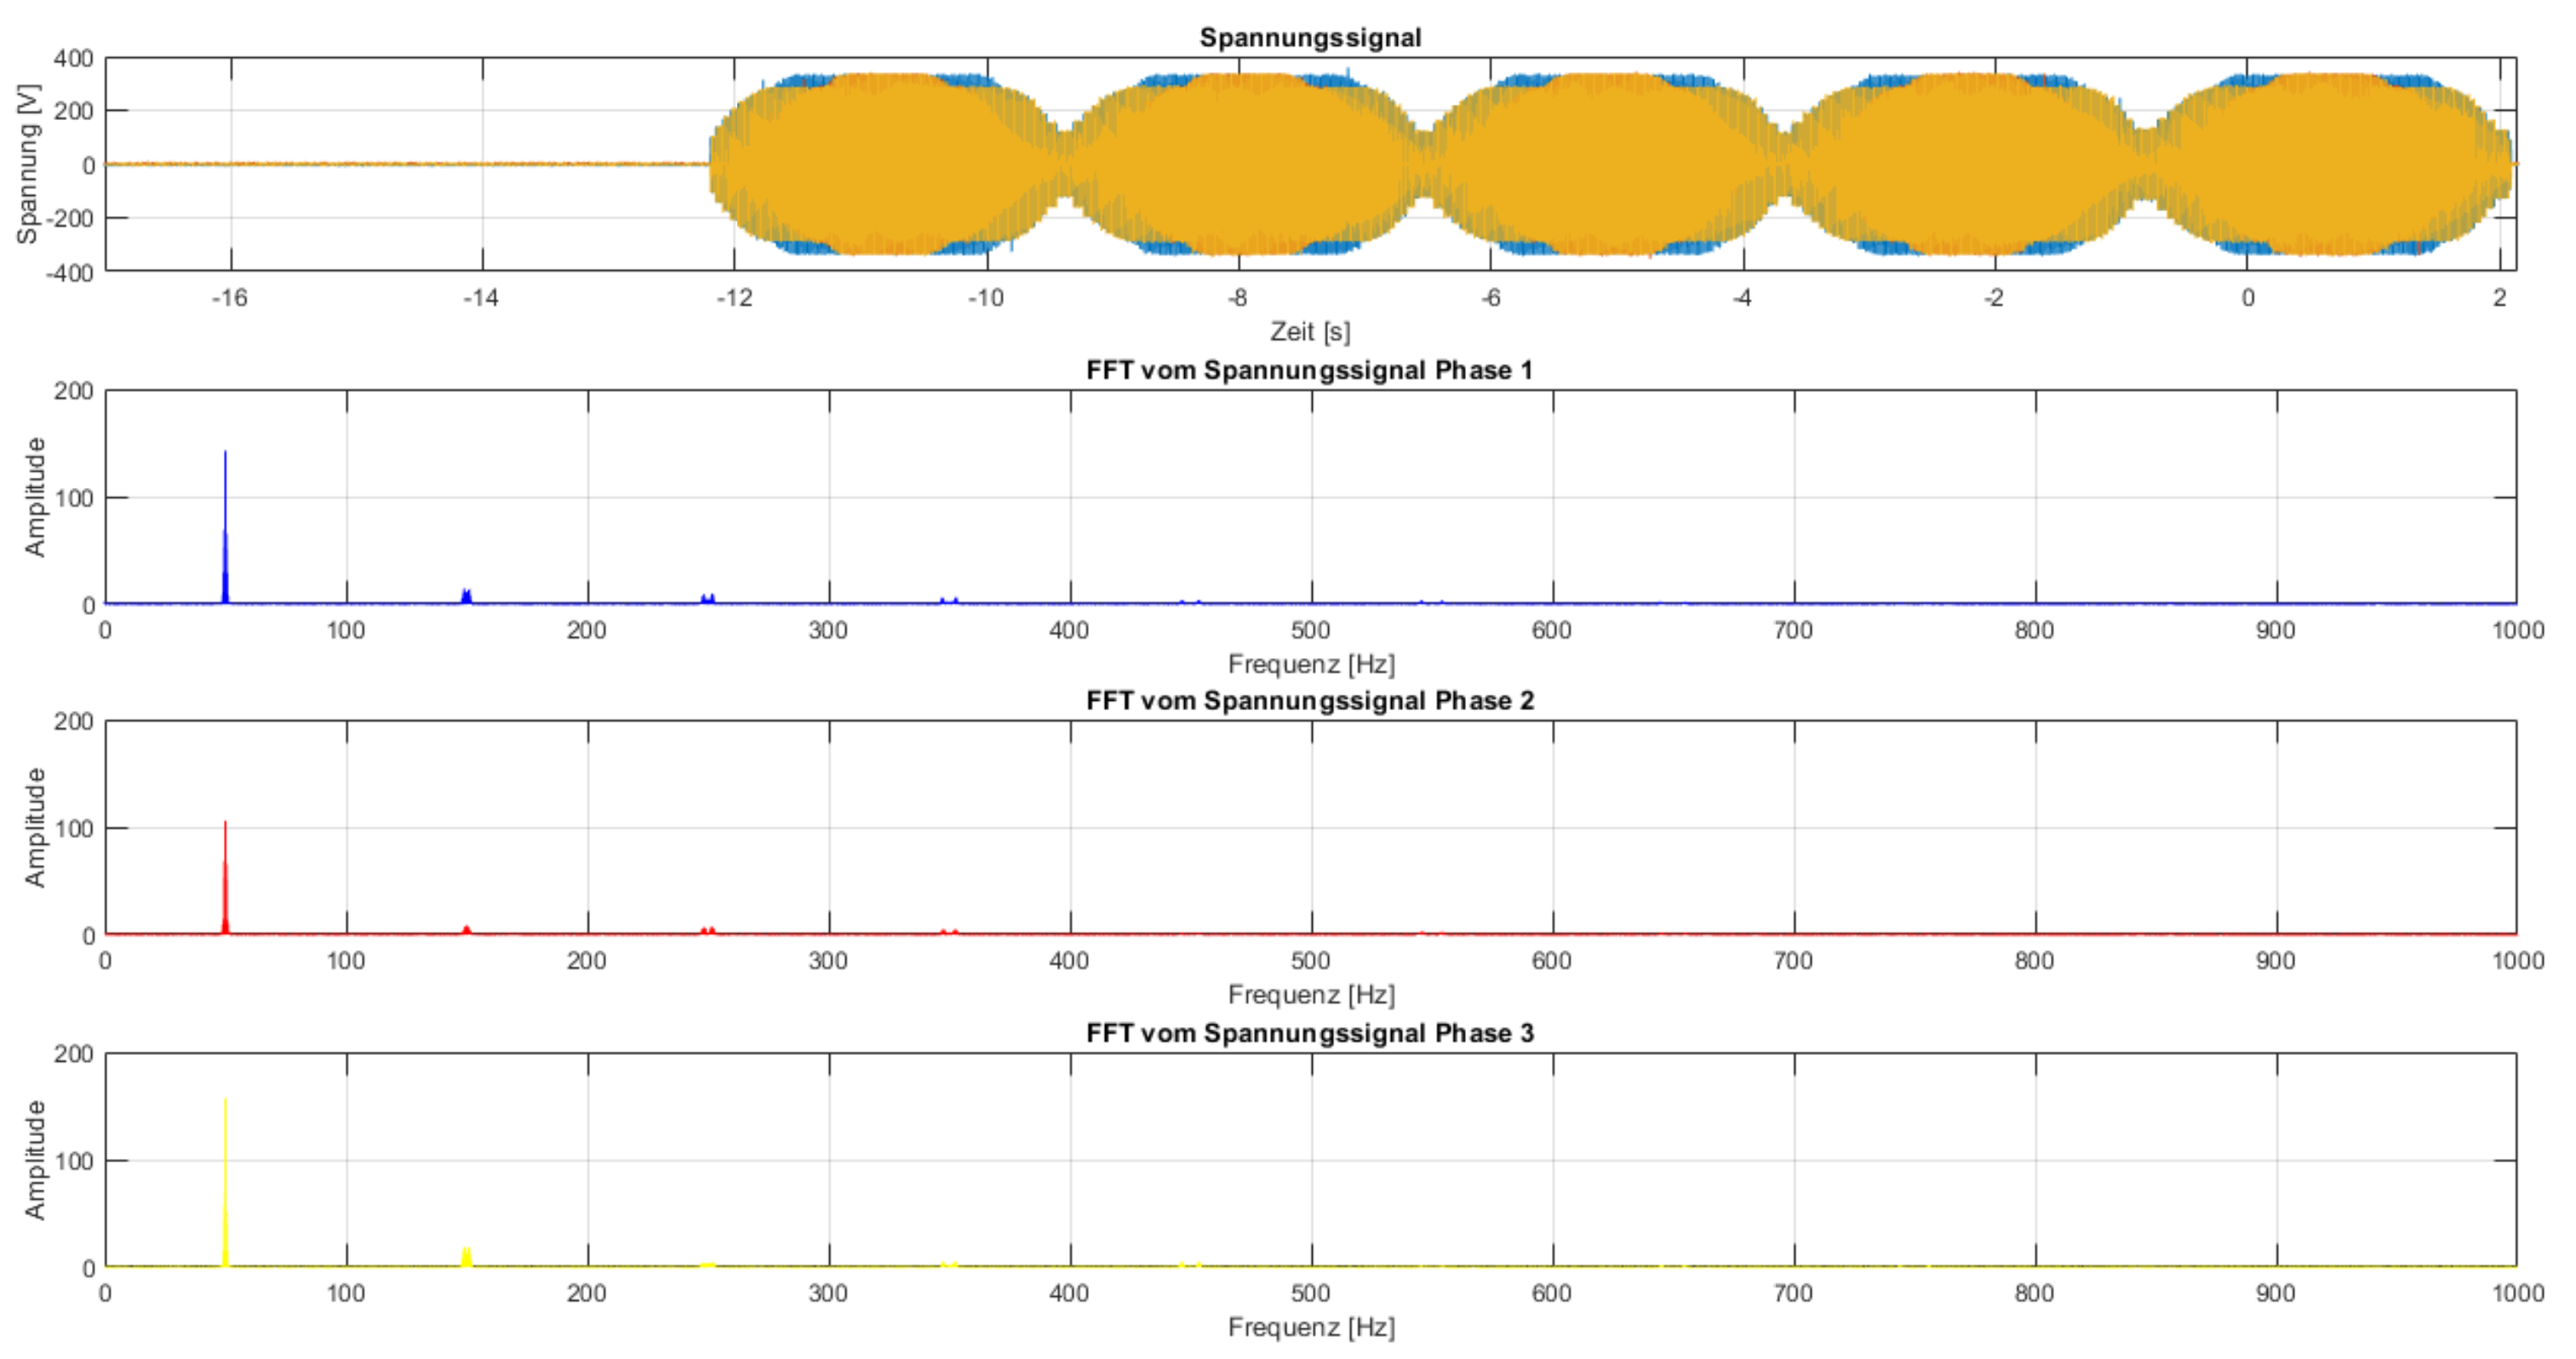 Spannungssignal
400
200
0
-200
-400
Spannung [V]
-16 -14 -12 -10 -8 -6 -4 -2 0 2
Zeit [s]
FFT vom Spannungssignal Phase 1
200
100
0
Amplitude
0 100 200 300 400 500 600 700 800 900 1000
Frequenz [Hz]
FFT vom Spannungssignal Phase 2
200
100
0
Amplitude
0 100 200 300 400 500 600 700 800 900 1000
Frequenz [Hz]
FFT vom Spannungssignal Phase 3
200
100
0
Amplitude
0 100 200 300 400 500 600 700 800 900 1000
Frequenz [Hz]